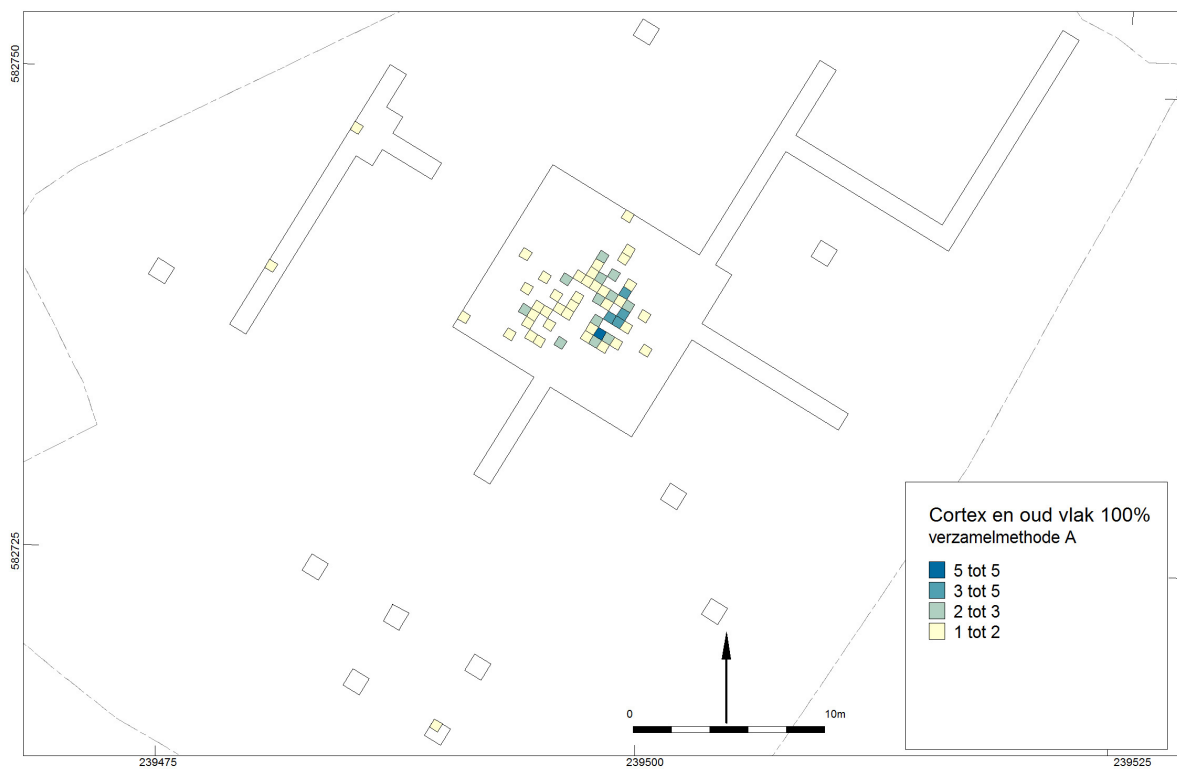 582750
582725
Cortex en oud vlak 100%
verzamelmethode A
5 tot 5
3 tot 5
2 tot 3
1 tot 2
0 10m
239475 239500 239525